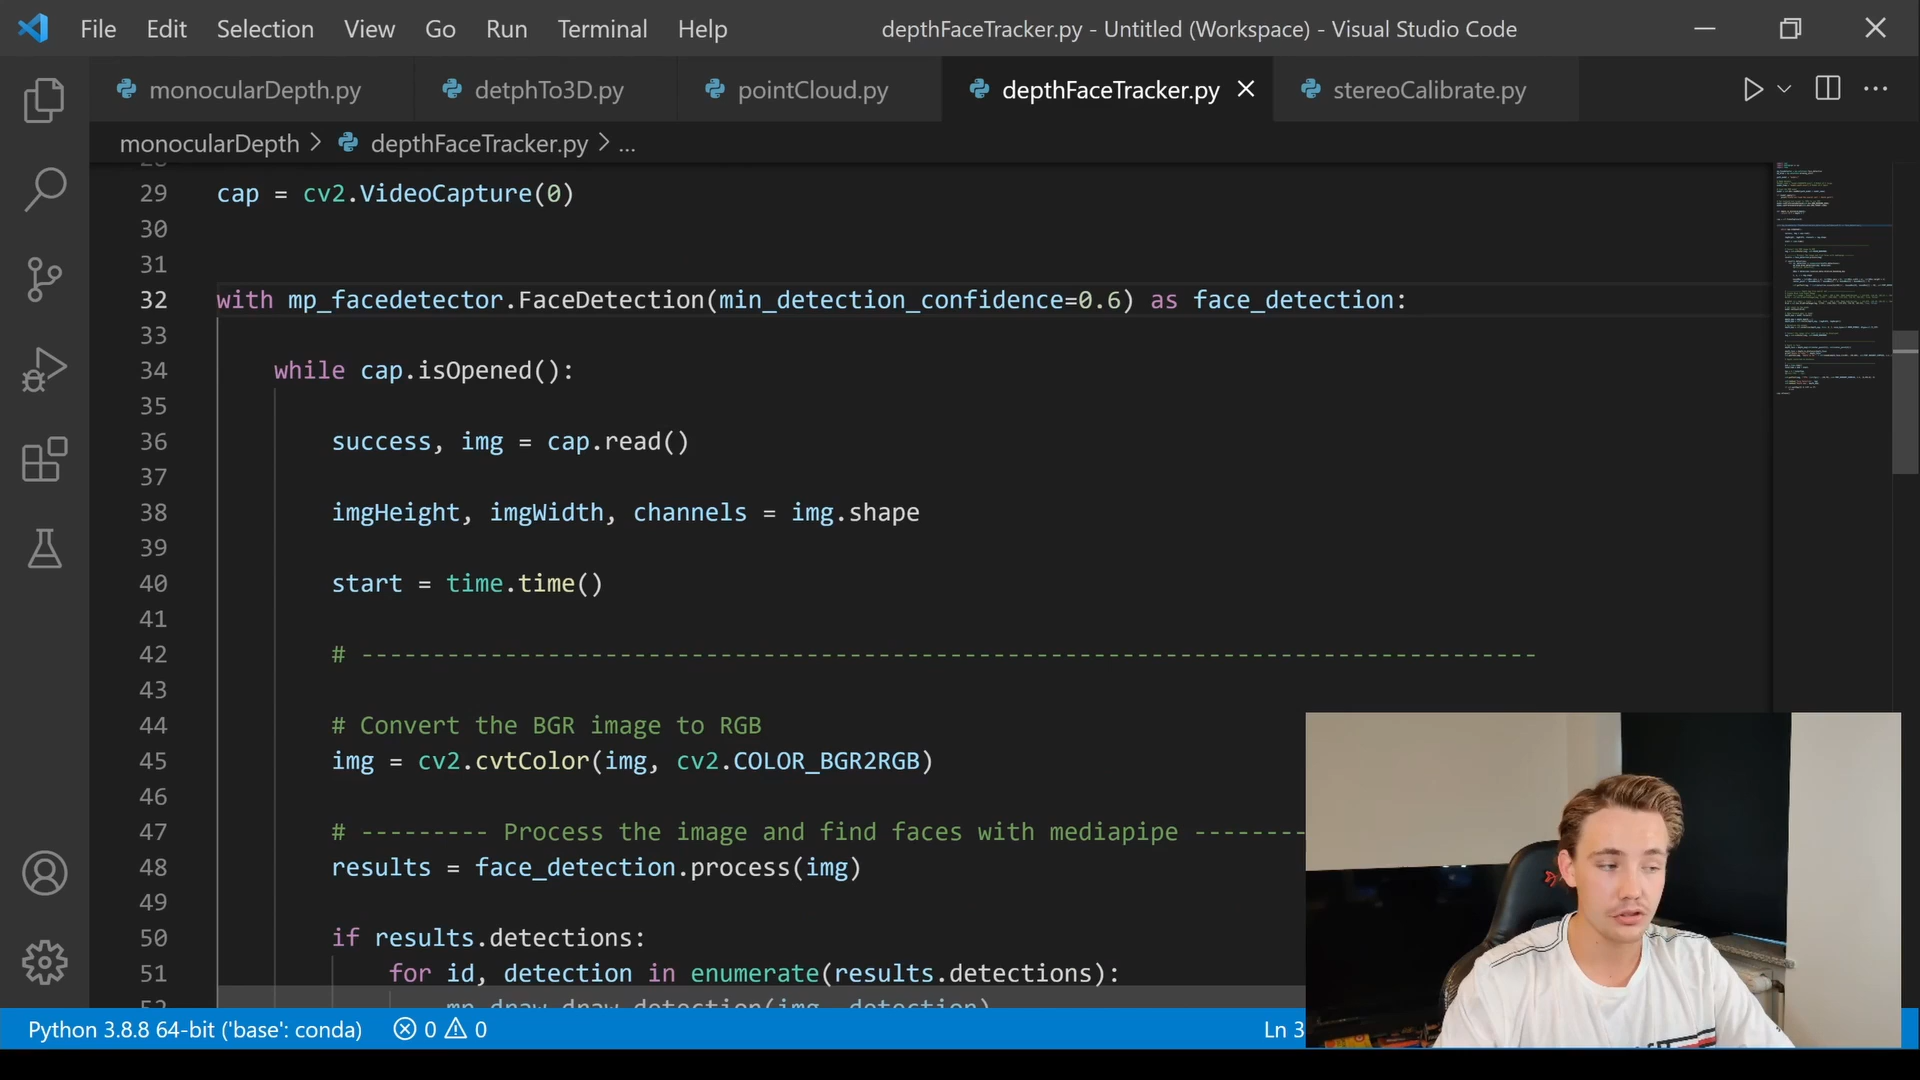 File Edit Selection View Go Run Terminal Help depthFaceTracker.py - Untitled (Workspace) - Visual Studio Code
monocularDepth.py detphTo3D.py pointCloud.py depthFaceTracker.py stereoCalibrate.py
monocularDepth > depthFaceTracker.py > ...
29 cap = cv2.VideoCapture(0)
30
31
32 with mp_facedetector.FaceDetection(min_detection_confidence=0.6) as face_detection:
33
34 while cap.isOpened():
35
36 success, img = cap.read()
37
38 imgHeight, imgWidth, channels = img.shape
39
40 start = time.time()
41
42 # ----------------------------------------------------------------------------------
43
44 # Convert the BGR image to RGB
45 img = cv2.cvtColor(img, cv2.COLOR_BGR2RGB)
46
47 # --------- Process the image and find faces with mediapipe --------
48 results = face_detection.process(img)
49
50 if results.detections:
51 for id, detection in enumerate(results.detections):
52 mp_draw.draw_detection(img, detection)
Python 3.8.8 64-bit ('base': conda) 0 0 Ln 3